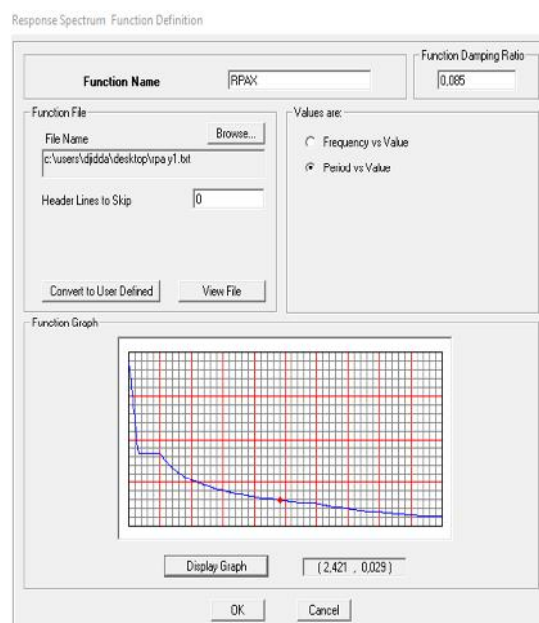 Response Spectrum Function Definition
Function Damping Ratio
Function Name
RPAX
0,085
Function File
Values are:
File Name
Browse...
Frequency vs Value
c:\users\djidda\desktop\rpa y1.txt
Period vs Value
Header Lines to Skip
0
Convert to User Defined
View File
Function Graph
Display Graph
( 2,421 , 0,029 )
OK
Cancel